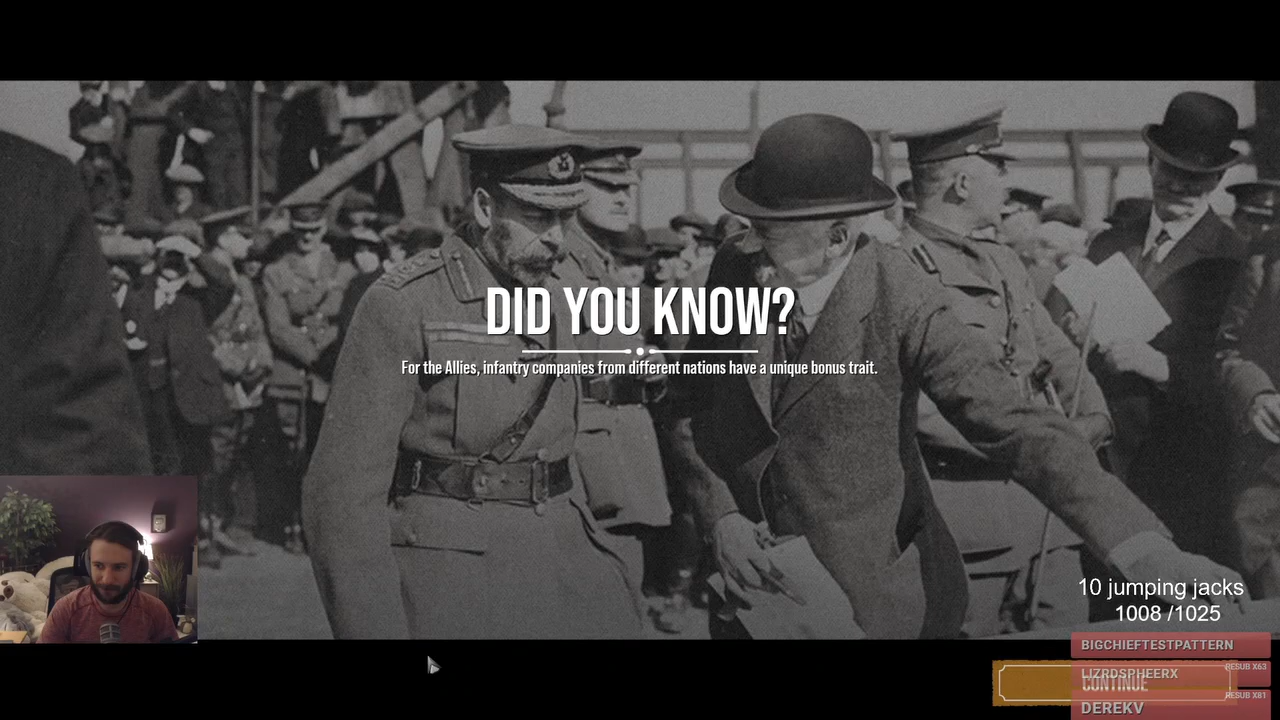 DID YOU KNOW?
For the Allies, infantry companies from different nations have a unique bonus trait.
10 jumping jacks
1008 /1025
BIGCHIEFTESTPATTERN
RESUB X63
LIZRDSPHEERX
CONTINUE
RESUB X81
DEREKV